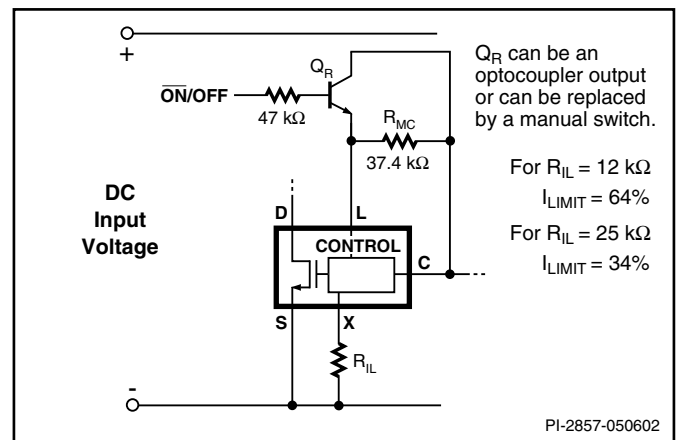 +
Q_R
Q_R can be an
optocoupler output
or can be replaced
by a manual switch.
O̅N̅/OFF
47 kΩ
R_MC
37.4 kΩ
For R_IL = 12 kΩ
I_LIMIT = 64%
For R_IL = 25 kΩ
I_LIMIT = 34%
DC
Input
Voltage
D
L
CONTROL
C
S
X
R_IL
-
PI-2857-050602